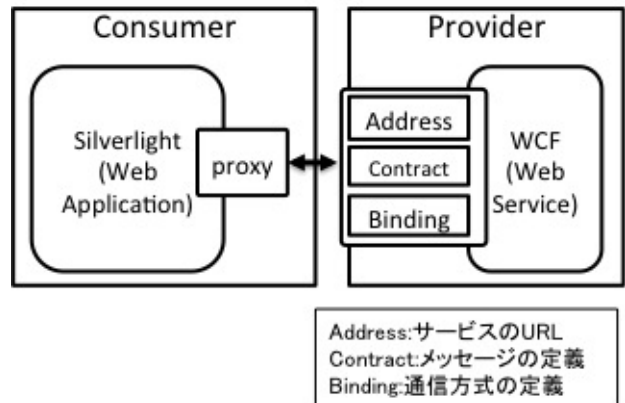 Consumer
Silverlight
(Web
Application)
proxy
Provider
Address
Contract
Binding
WCF
(Web
Service)
Address:サービスのURL
Contract:メッセージの定義
Binding:通信方式の定義